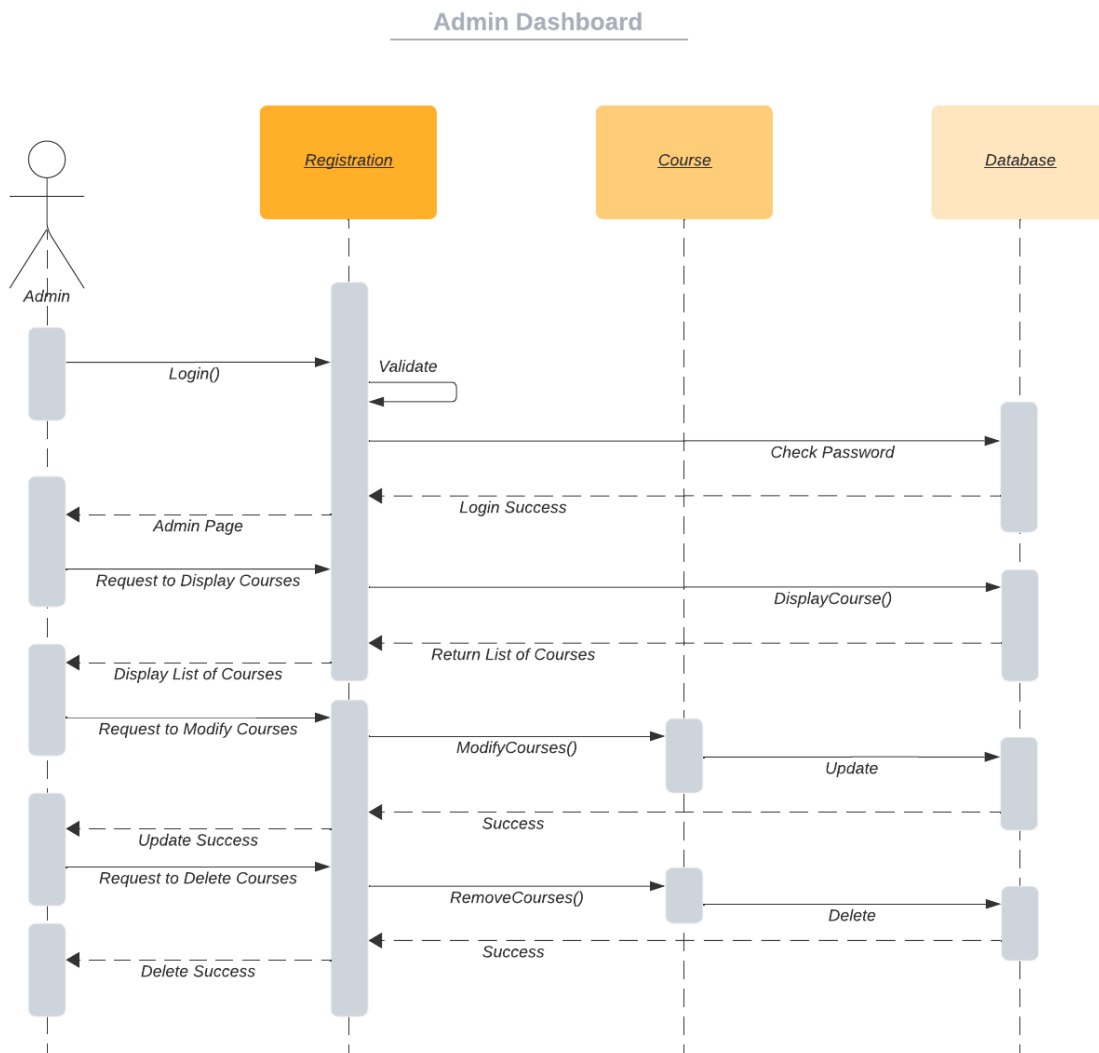 Admin Dashboard
Registration
Course
Database
Admin
Login()
Validate
Check Password
Login Success
Admin Page
Request to Display Courses
DisplayCourse()
Return List of Courses
Display List of Courses
Request to Modify Courses
ModifyCourses()
Update
Success
Update Success
Request to Delete Courses
RemoveCourses()
Delete
Success
Delete Success